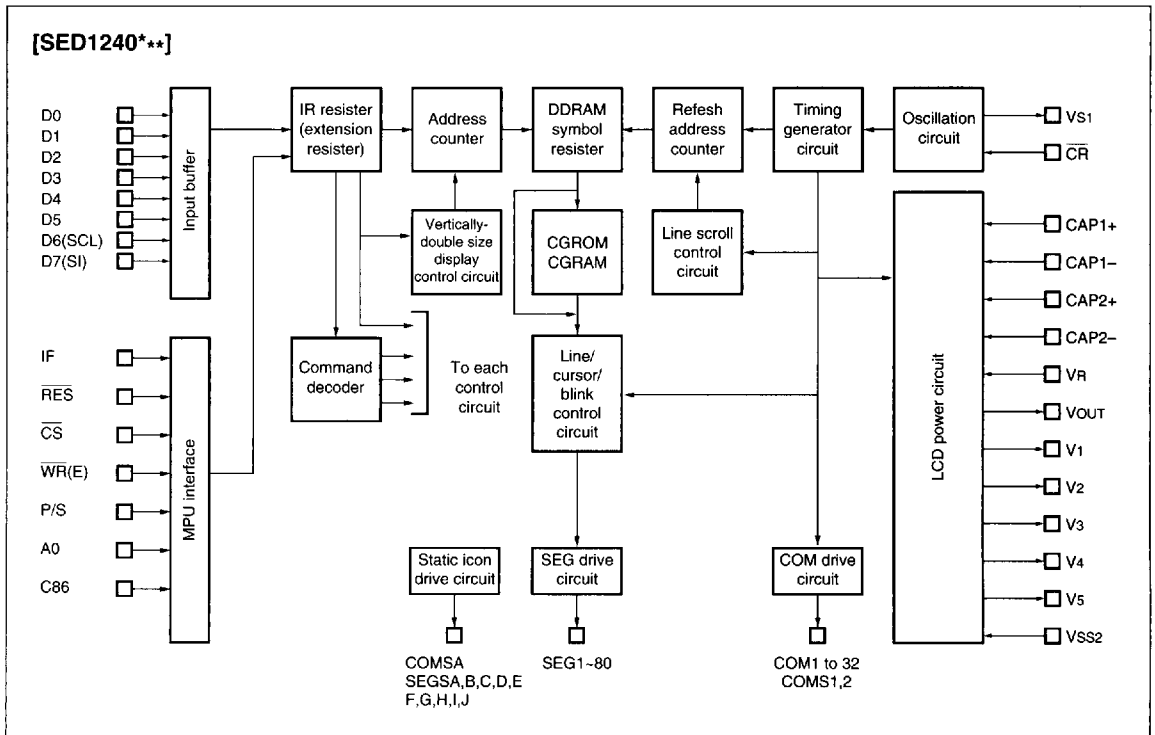 [SED1240***]
D0
D1
D2
D3
D4
D5
D6(SCL)
D7(SI)
Input buffer
IR resister
(extension
resister)
Address
counter
DDRAM
symbol
resister
Refesh
address
counter
Timing
generator
circuit
Oscillation
circuit
VS1
CR
Vertically-
double size
display
control circuit
CGROM
CGRAM
Line scroll
control
circuit
CAP1+
CAP1–
CAP2+
CAP2–
VR
VOUT
V1
V2
V3
V4
V5
VSS2
LCD power circuit
IF
RES
CS
WR(E)
P/S
A0
C86
MPU interface
Command
decoder
To each
control
circuit
Line/
cursor/
blink
control
circuit
Static icon
drive circuit
SEG drive
circuit
COM drive
circuit
COMSA
SEGSA,B,C,D,E
F,G,H,I,J
SEG1~80
COM1 to 32
COMS1,2